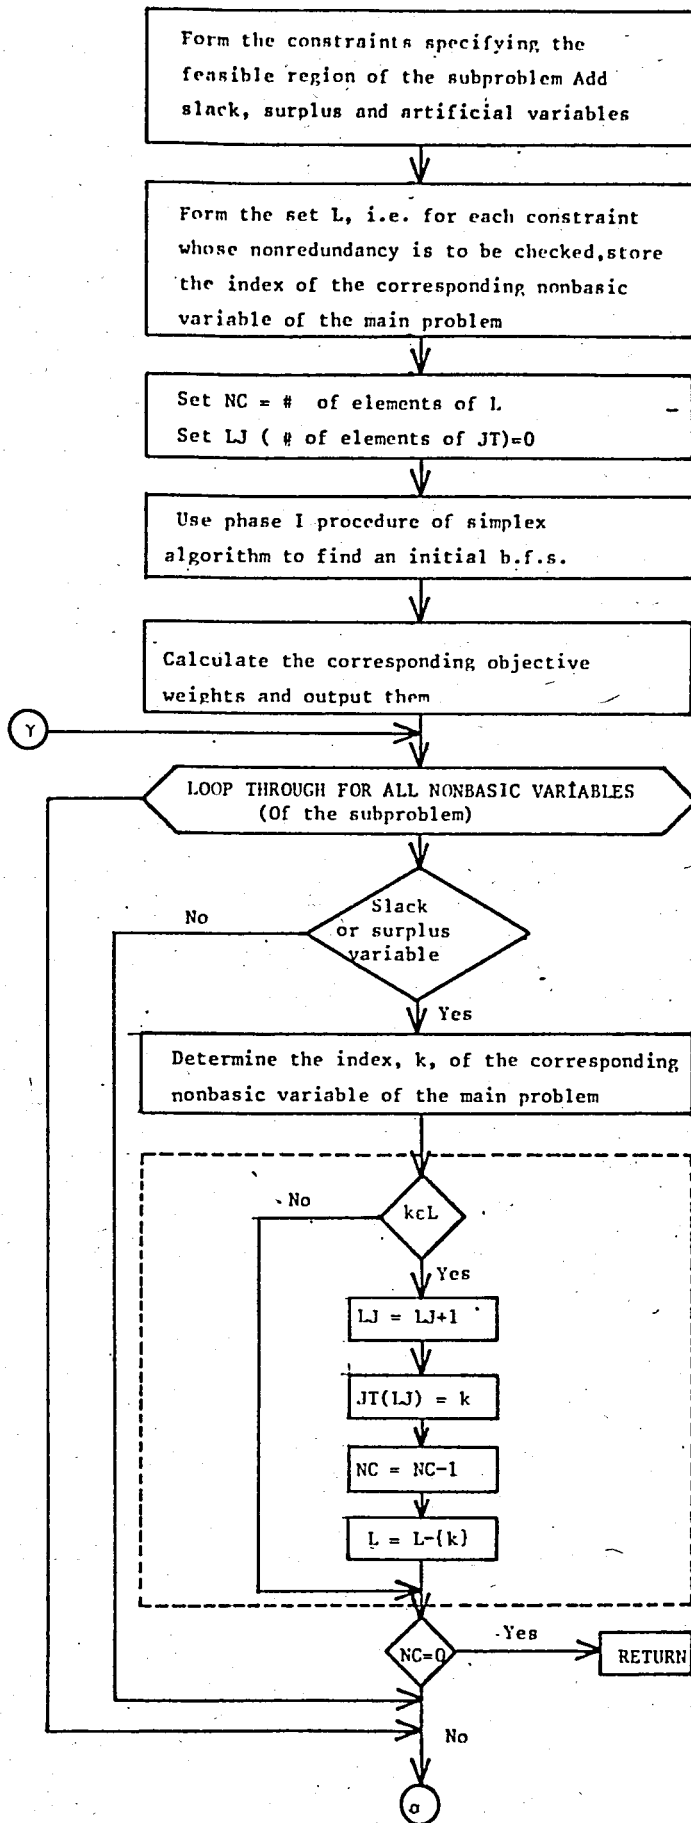 Form the constraints specifying the
feasible region of the subproblem Add
slack, surplus and artificial variables
Form the set L, i.e. for each constraint
whose nonredundancy is to be checked,store
the index of the corresponding nonbasic
variable of the main problem
Set NC = # of elements of L
Set LJ ( # of elements of JT)=0
Use phase I procedure of simplex
algorithm to find an initial b.f.s.
Calculate the corresponding objective
weights and output them
γ
LOOP THROUGH FOR ALL NONBASIC VARİABLES
(Of the subproblem)
No
Slack
or surplus
variable
Yes
Determine the index, k, of the corresponding
nonbasic variable of the main problem
No
kεL
Yes
LJ = LJ+1
JT(LJ) = k
NC = NC-1
L = L-{k}
Yes
NC=0
RETURN
No
α